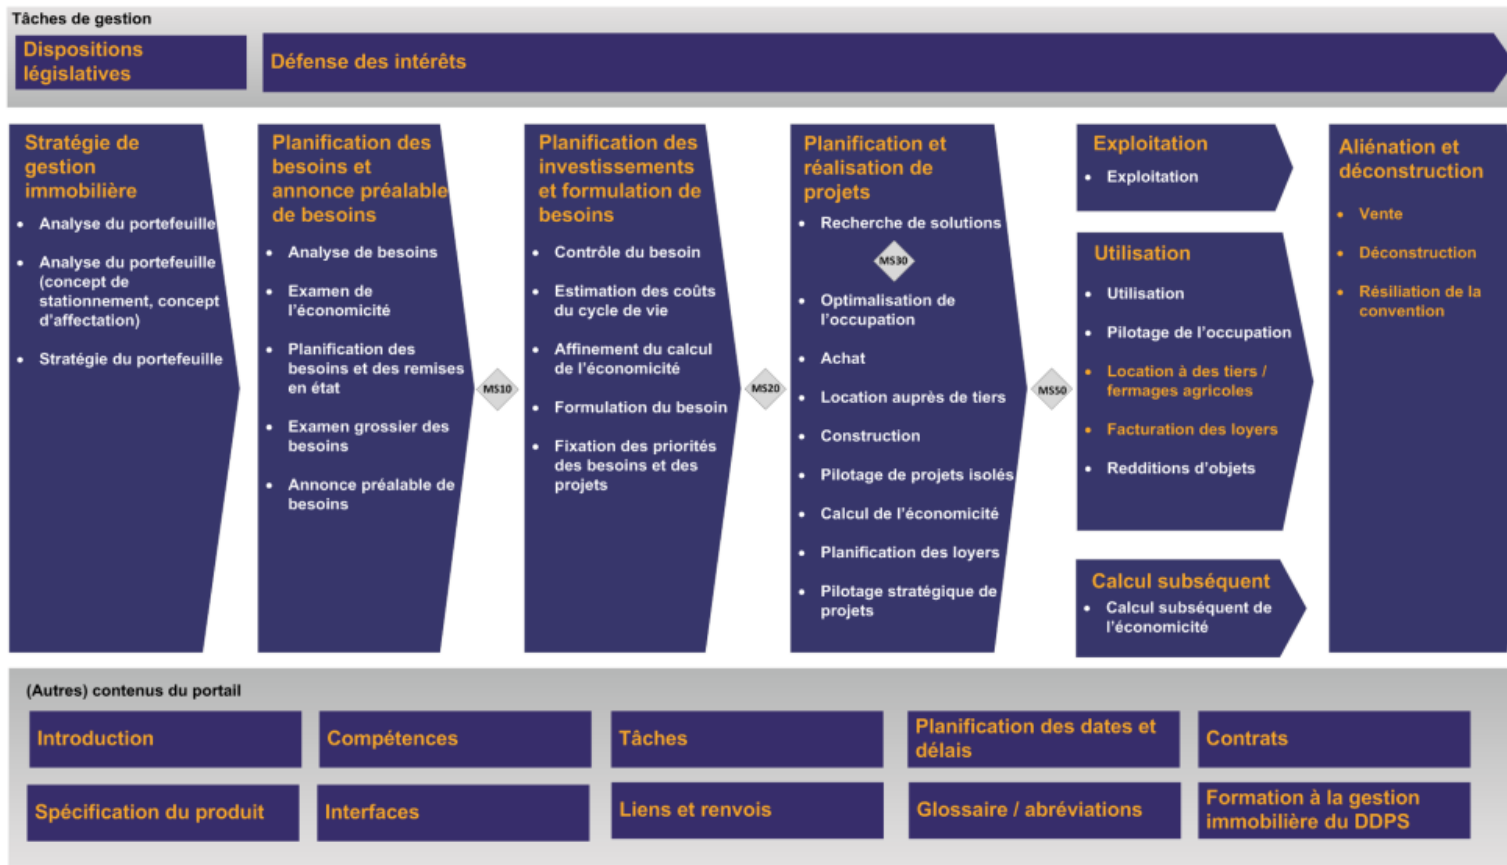 Tâches de gestion
Dispositions
législatives
Défense des intérêts
Stratégie de
gestion
immobilière
• Analyse du portefeuille
• Analyse du portefeuille
(concept de
stationnement, concept
d'affectation)
• Stratégie du portefeuille
Planification des
besoins et
annonce préalable
de besoins
• Analyse de besoins
• Examen de
l'économicité
• Planification des
besoins et des remises
en état
• Examen grossier des
besoins
• Annonce préalable de
besoins
MS10
Planification des
investissements
et formulation de
besoins
• Contrôle du besoin
• Estimation des coûts
du cycle de vie
• Affinement du calcul
de l'économicité
• Formulation du besoin
• Fixation des priorités
des besoins et des
projets
MS20
Planification et
réalisation de
projets
• Recherche de solutions
MS30
• Optimalisation de
l'occupation
• Achat
• Location auprès de tiers
• Construction
• Pilotage de projets isolés
• Calcul de l'économicité
• Planification des loyers
• Pilotage stratégique de
projets
MS50
Exploitation
• Exploitation
Utilisation
• Utilisation
• Pilotage de l'occupation
• Location à des tiers /
fermages agricoles
• Facturation des loyers
• Redditions d'objets
Calcul subséquent
• Calcul subséquent de
l'économicité
Aliénation et
déconstruction
• Vente
• Déconstruction
• Résiliation de la
convention
(Autres) contenus du portail
Introduction
Compétences
Tâches
Planification des dates et
délais
Contrats
Spécification du produit
Interfaces
Liens et renvois
Glossaire / abréviations
Formation à la gestion
immobilière du DDPS